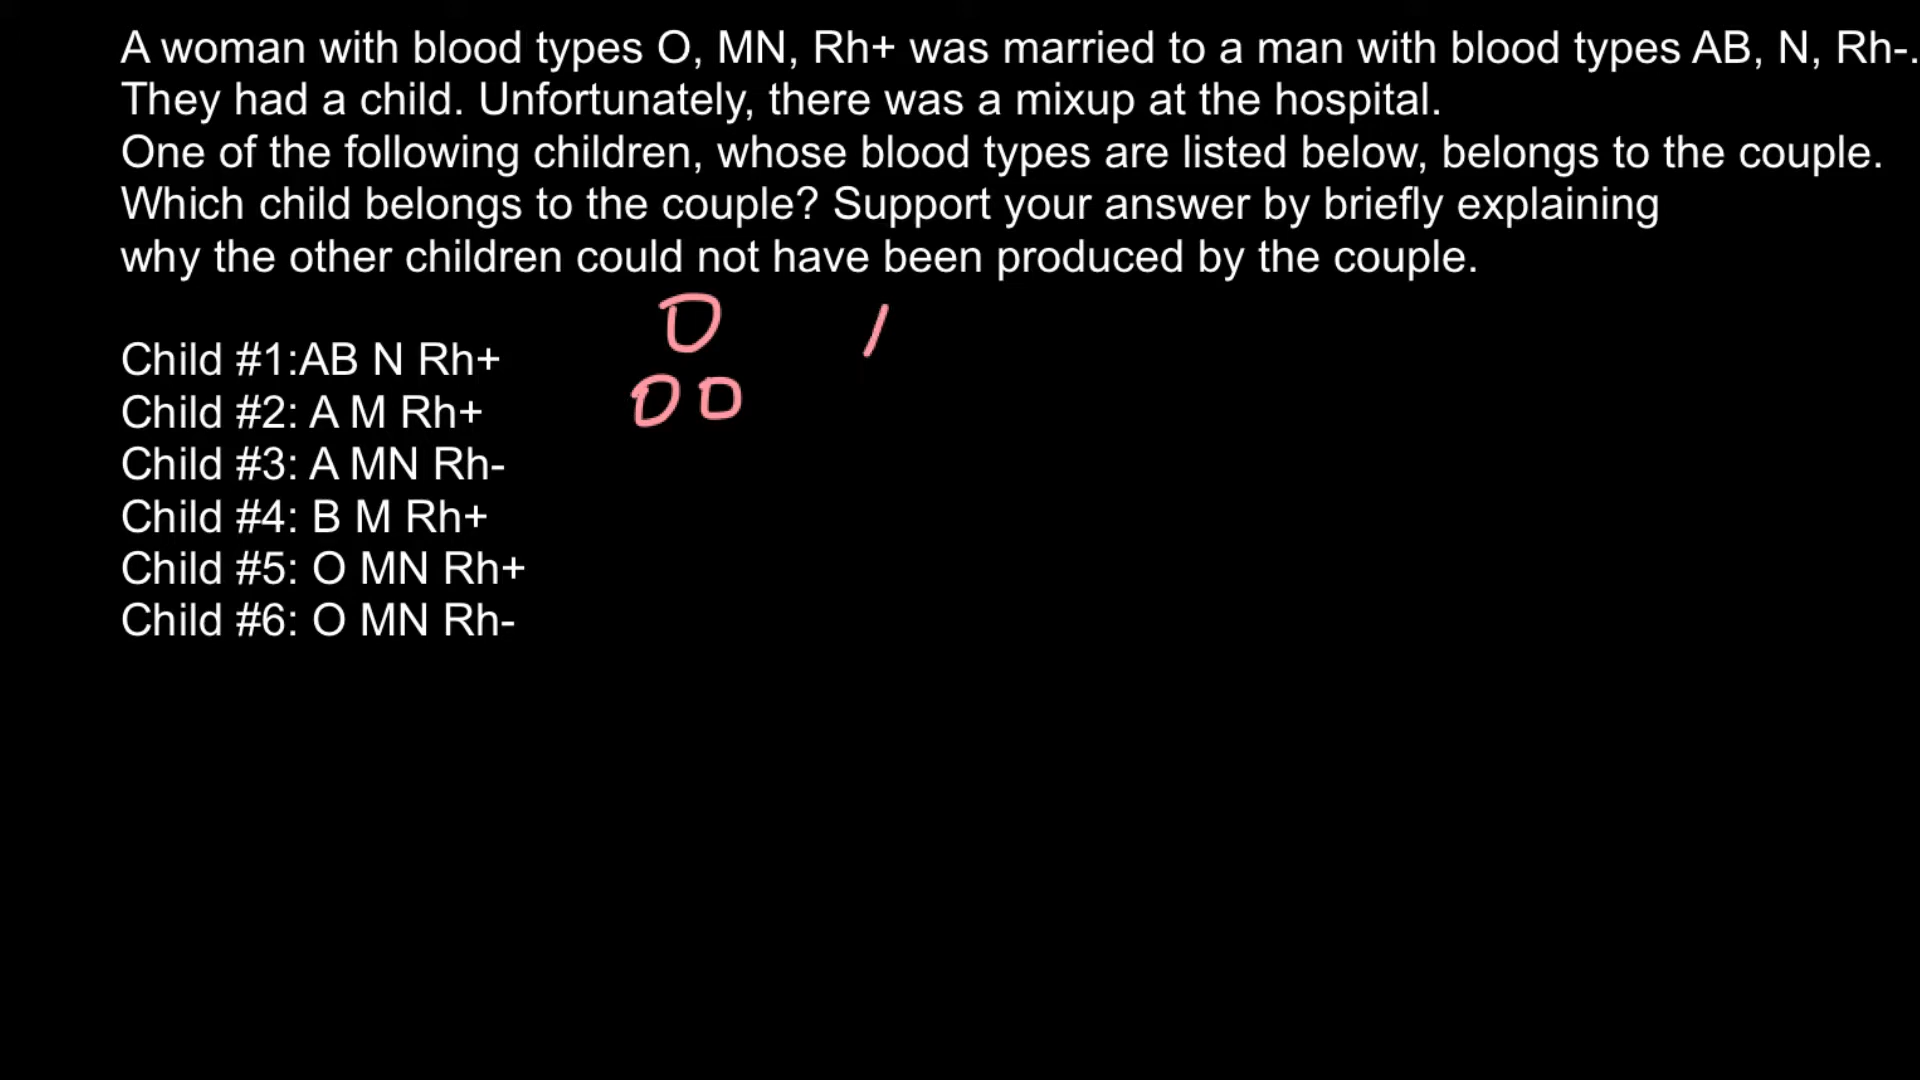 A woman with blood types O, MN, Rh+ was married to a man with blood types AB, N, Rh-.
They had a child. Unfortunately, there was a mixup at the hospital.
One of the following children, whose blood types are listed below, belongs to the couple.
Which child belongs to the couple? Support your answer by briefly explaining
why the other children could not have been produced by the couple.
O /
Child #1:AB N Rh+
O O
Child #2: A M Rh+
Child #3: A MN Rh-
Child #4: B M Rh+
Child #5: O MN Rh+
Child #6: O MN Rh-